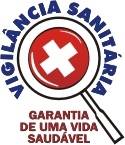 VIGILÂNCIA SANITÁRIA
GARANTIA
DE UMA VIDA
SAUDÁVEL